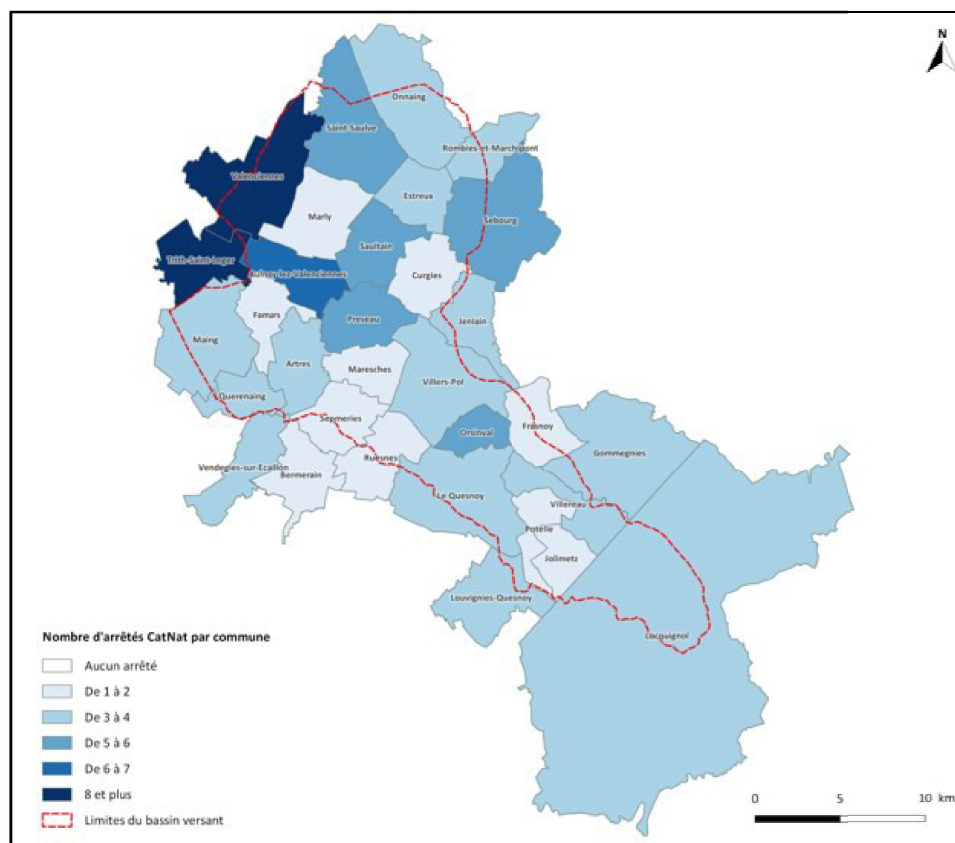 N
Onnaing
Saint-Saulve
Rombies-et-Marchipont
Valenciennes
Estreux
Marly
Sebourg
Saultain
Trith-Saint-Leger
Aulnoy-lez-Valenciennes
Curgies
Famars
Preseau
Jenlain
Maing
Artres
Maresches
Villers-Pol
Querenaing
Sepmeries
Orsinval
Frasnoy
Gommegnies
Ruesnes
Vendegies-sur-Ecaillon
Bermerain
Le Quesnoy
Villereau
Potelle
Jolimetz
Louvignies-Quesnoy
Locquignol
Nombre d'arrêtés CatNat par commune
Aucun arrêté
De 1 à 2
De 3 à 4
De 5 à 6
De 6 à 7
8 et plus
Limites du bassin versant
0 5 10 km